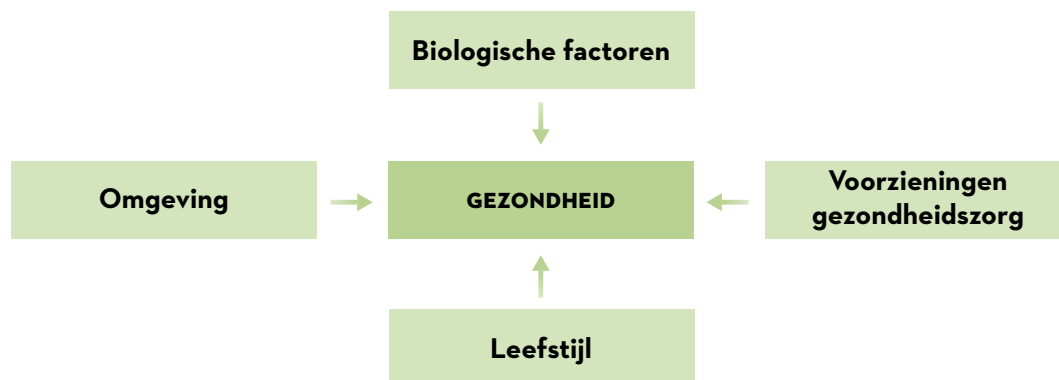 Biologische factoren
Omgeving
GEZONDHEID
Voorzieningen
gezondheidszorg
Leefstijl